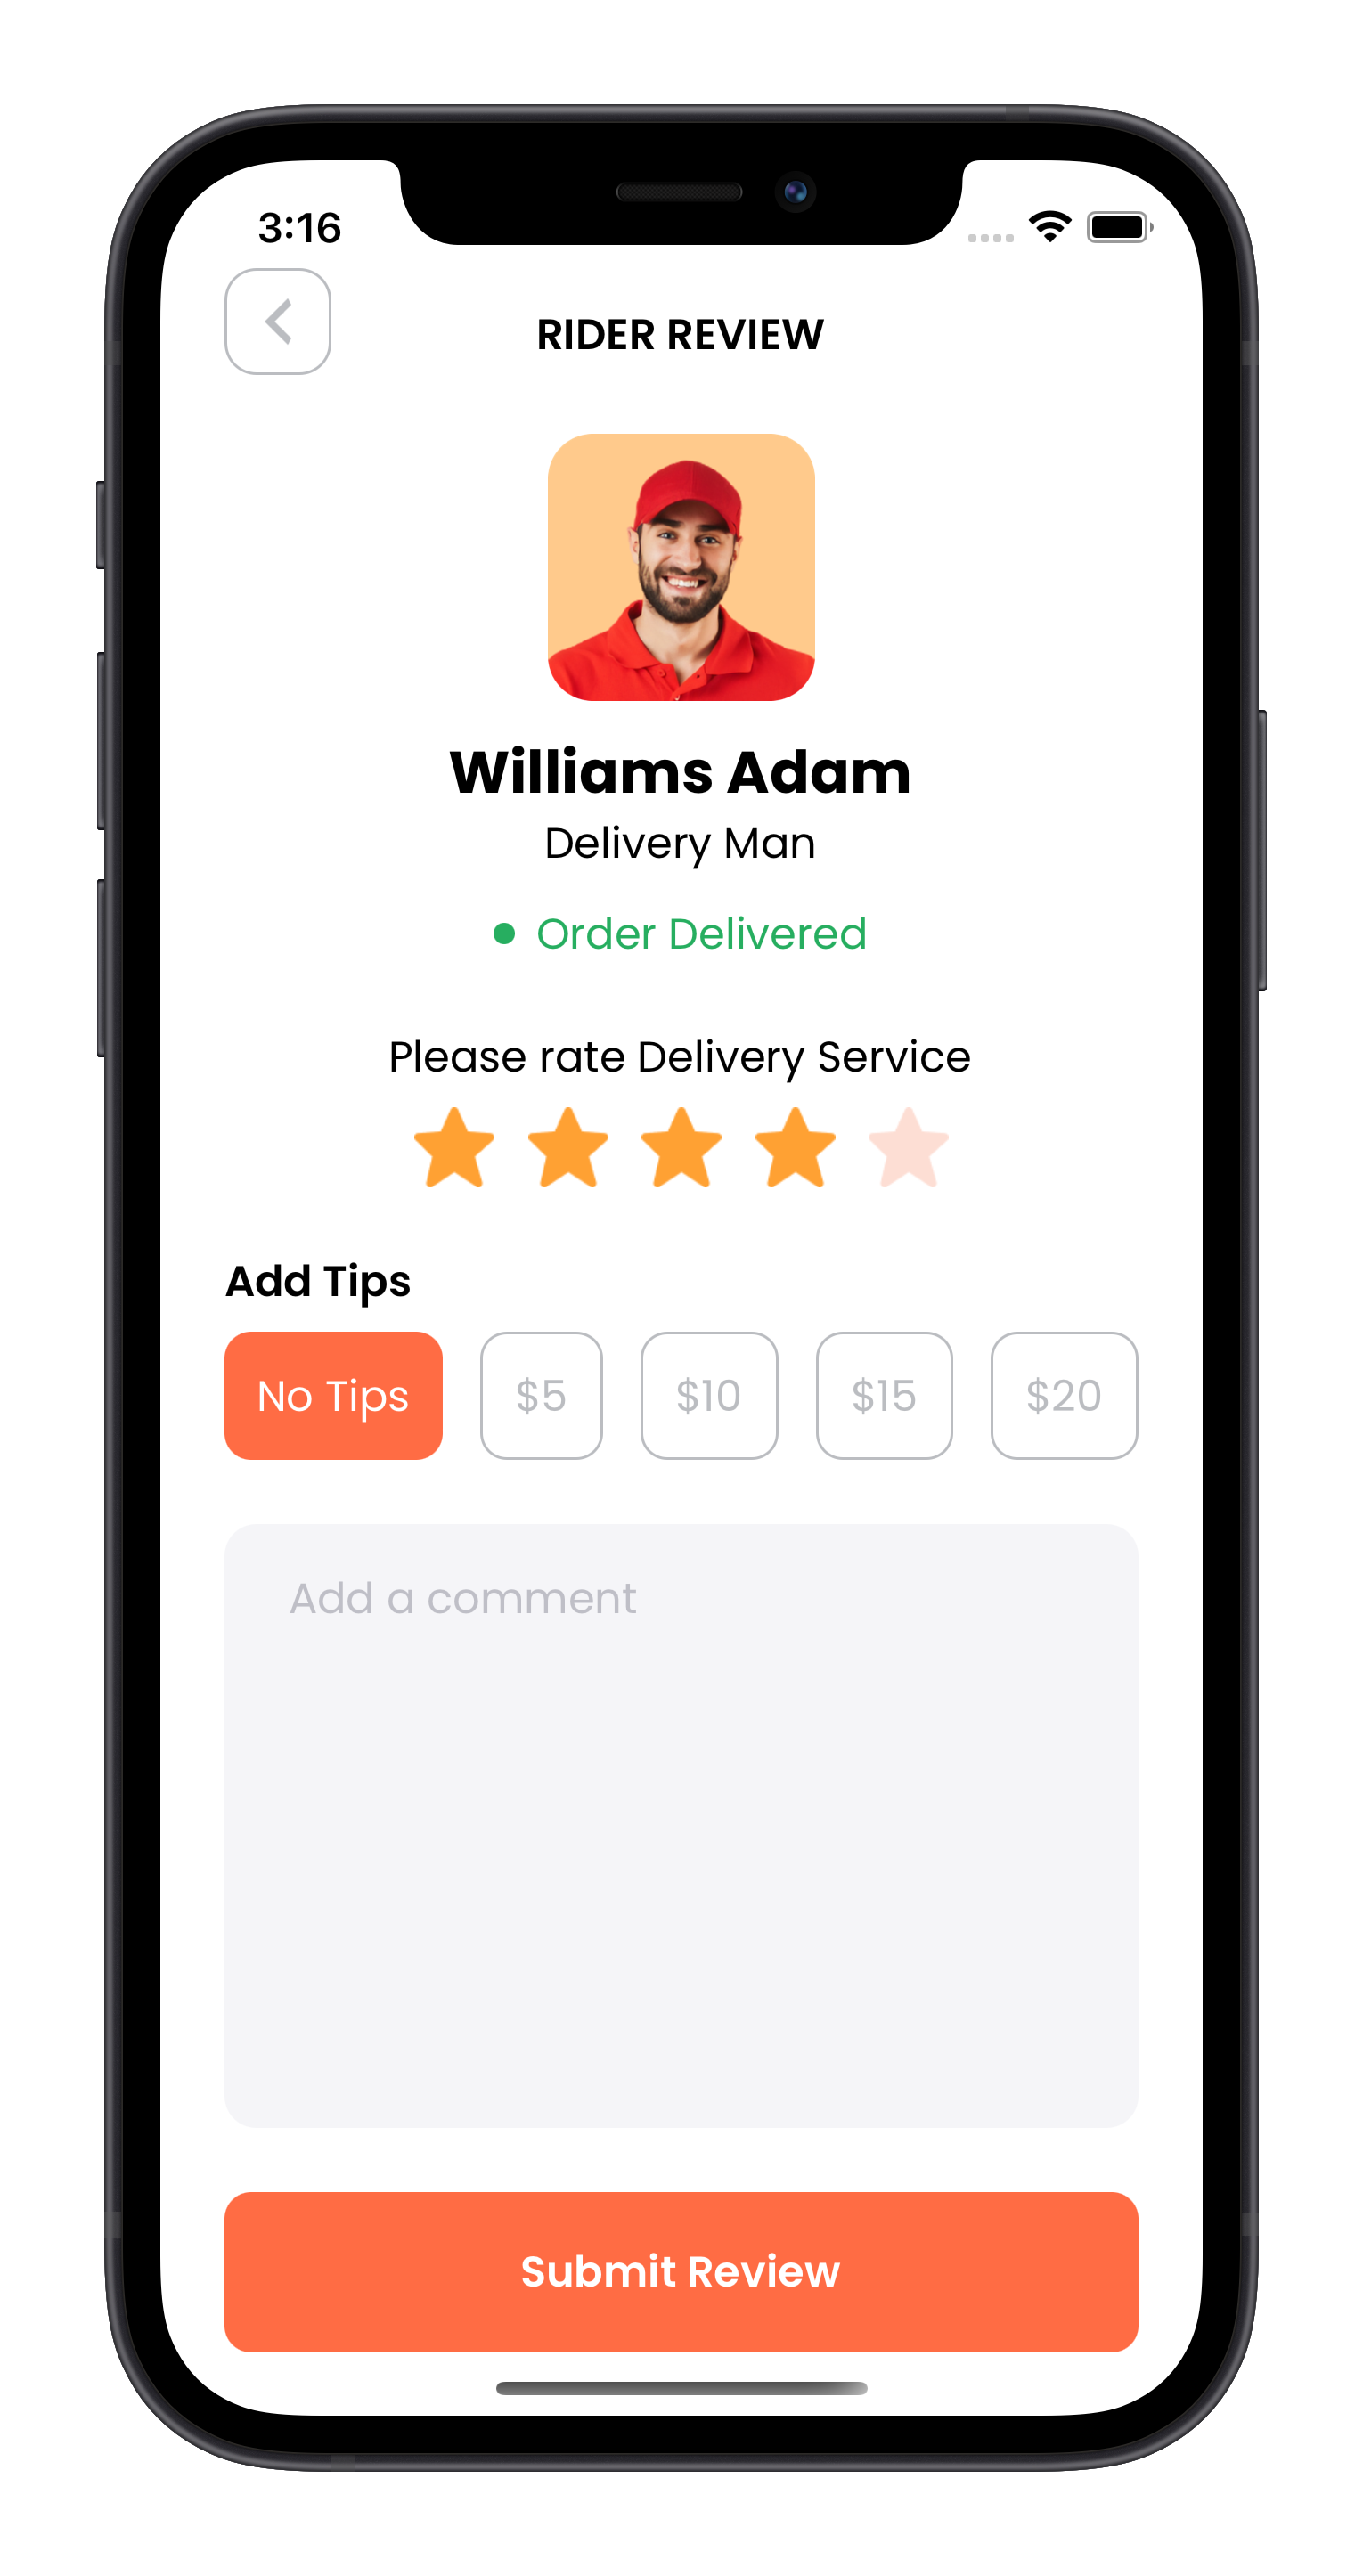 3:16
RIDER REVIEW
Williams Adam
Delivery Man
Order Delivered
Please rate Delivery Service
Add Tips
No Tips $5 $10 $15 $20
Add a comment
Submit Review